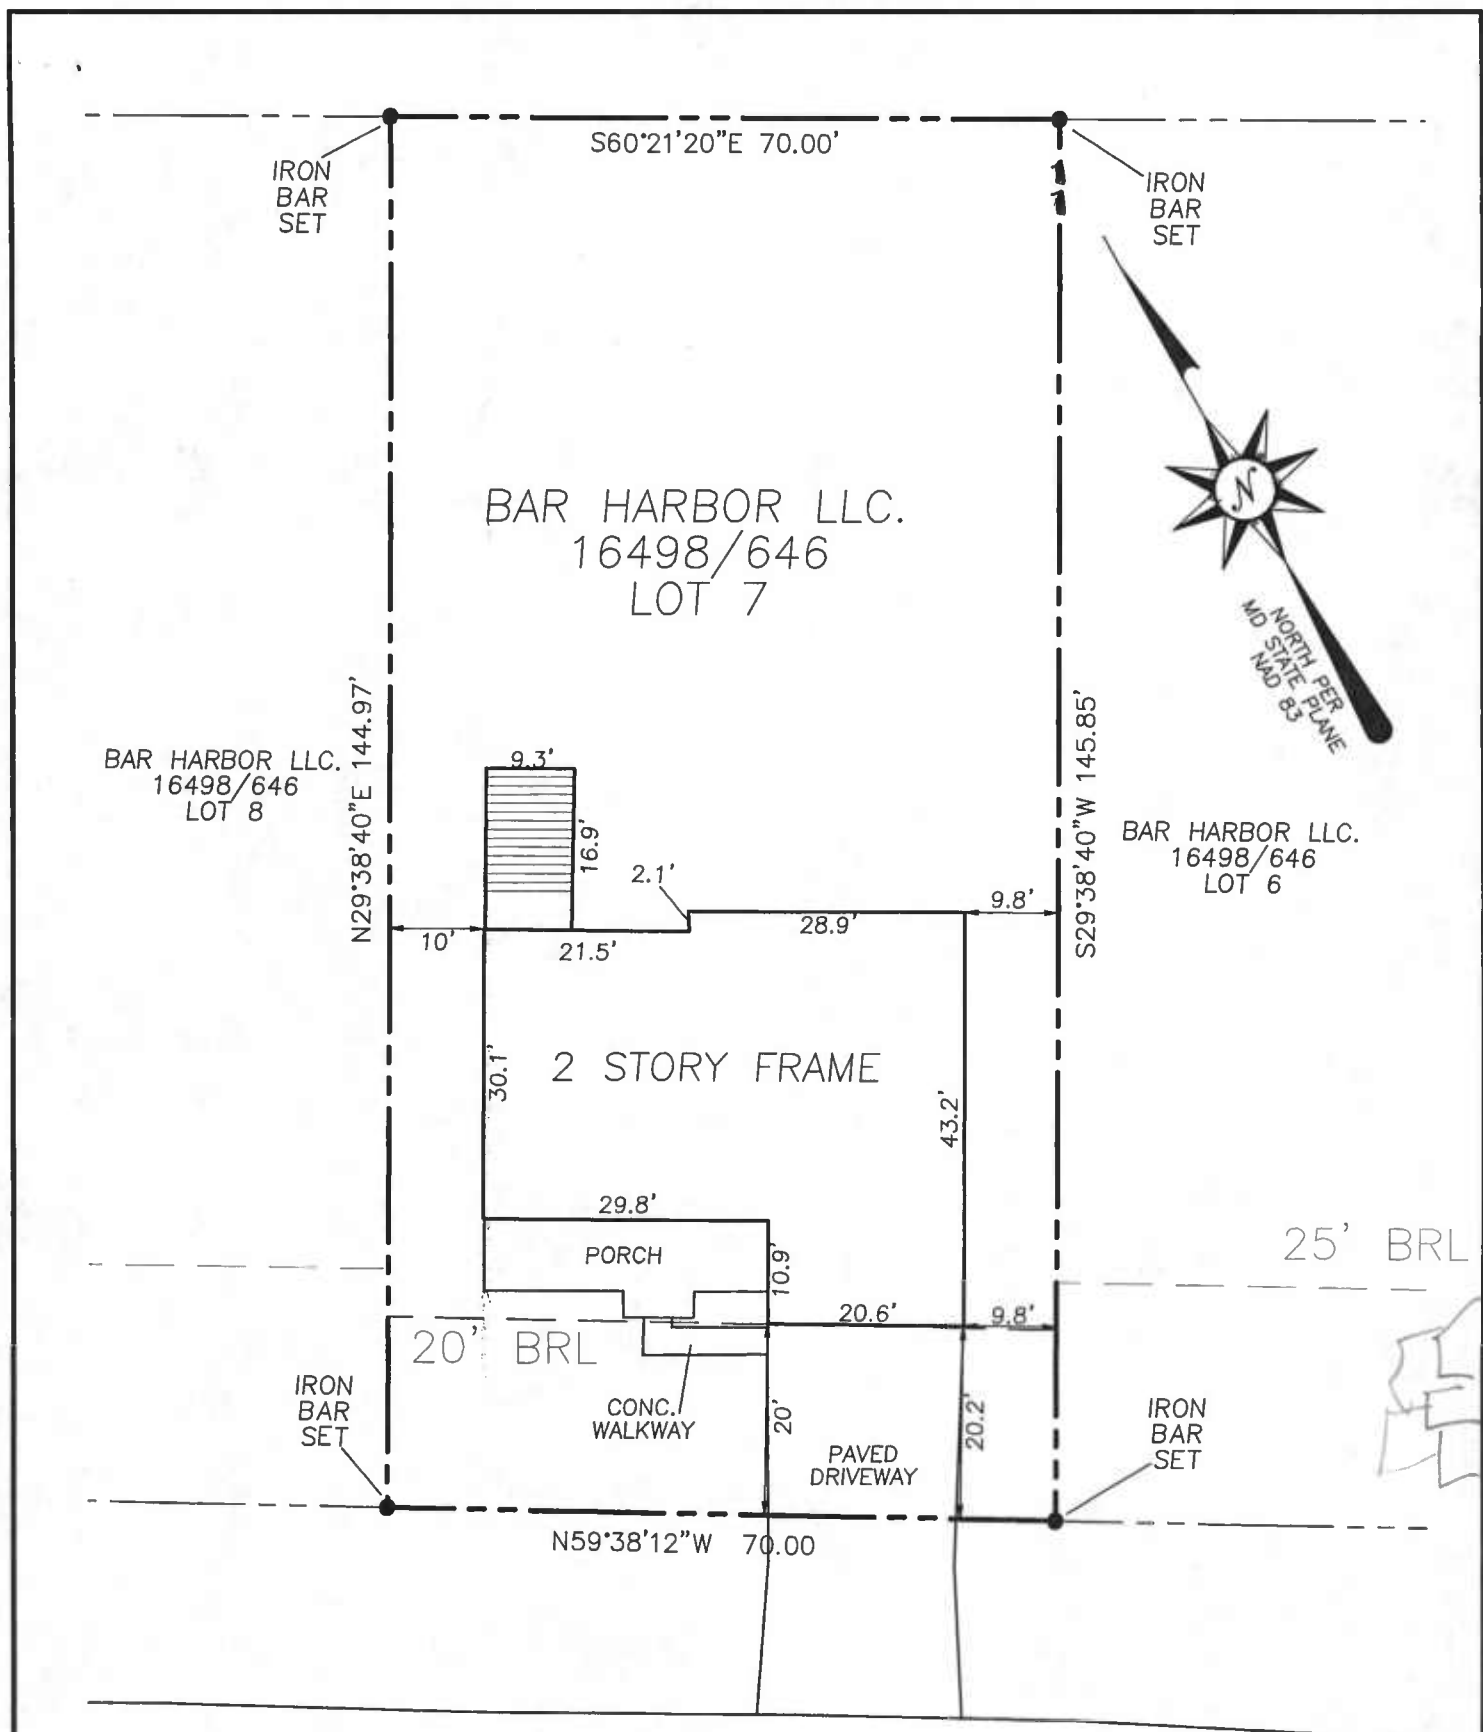 S60°21'20"E 70.00'
IRON
BAR
SET
IRON
BAR
SET
N
NORTH PER
MD STATE PLANE
NAD 83
BAR HARBOR LLC.
16498/646
LOT 7
N29°38'40"E 144.97'
S29°38'40"W 145.85'
BAR HARBOR LLC.
16498/646
LOT 8
BAR HARBOR LLC.
16498/646
LOT 6
9.3'
16.9'
2.1'
28.9'
9.8'
10'
21.5'
30.1'
2 STORY FRAME
43.2'
29.8'
PORCH
10.9'
25' BRL
20.6'
9.8'
20' BRL
IRON
BAR
SET
CONC.
WALKWAY
20'
20.2'
PAVED
DRIVEWAY
IRON
BAR
SET
N59°38'12"W 70.00